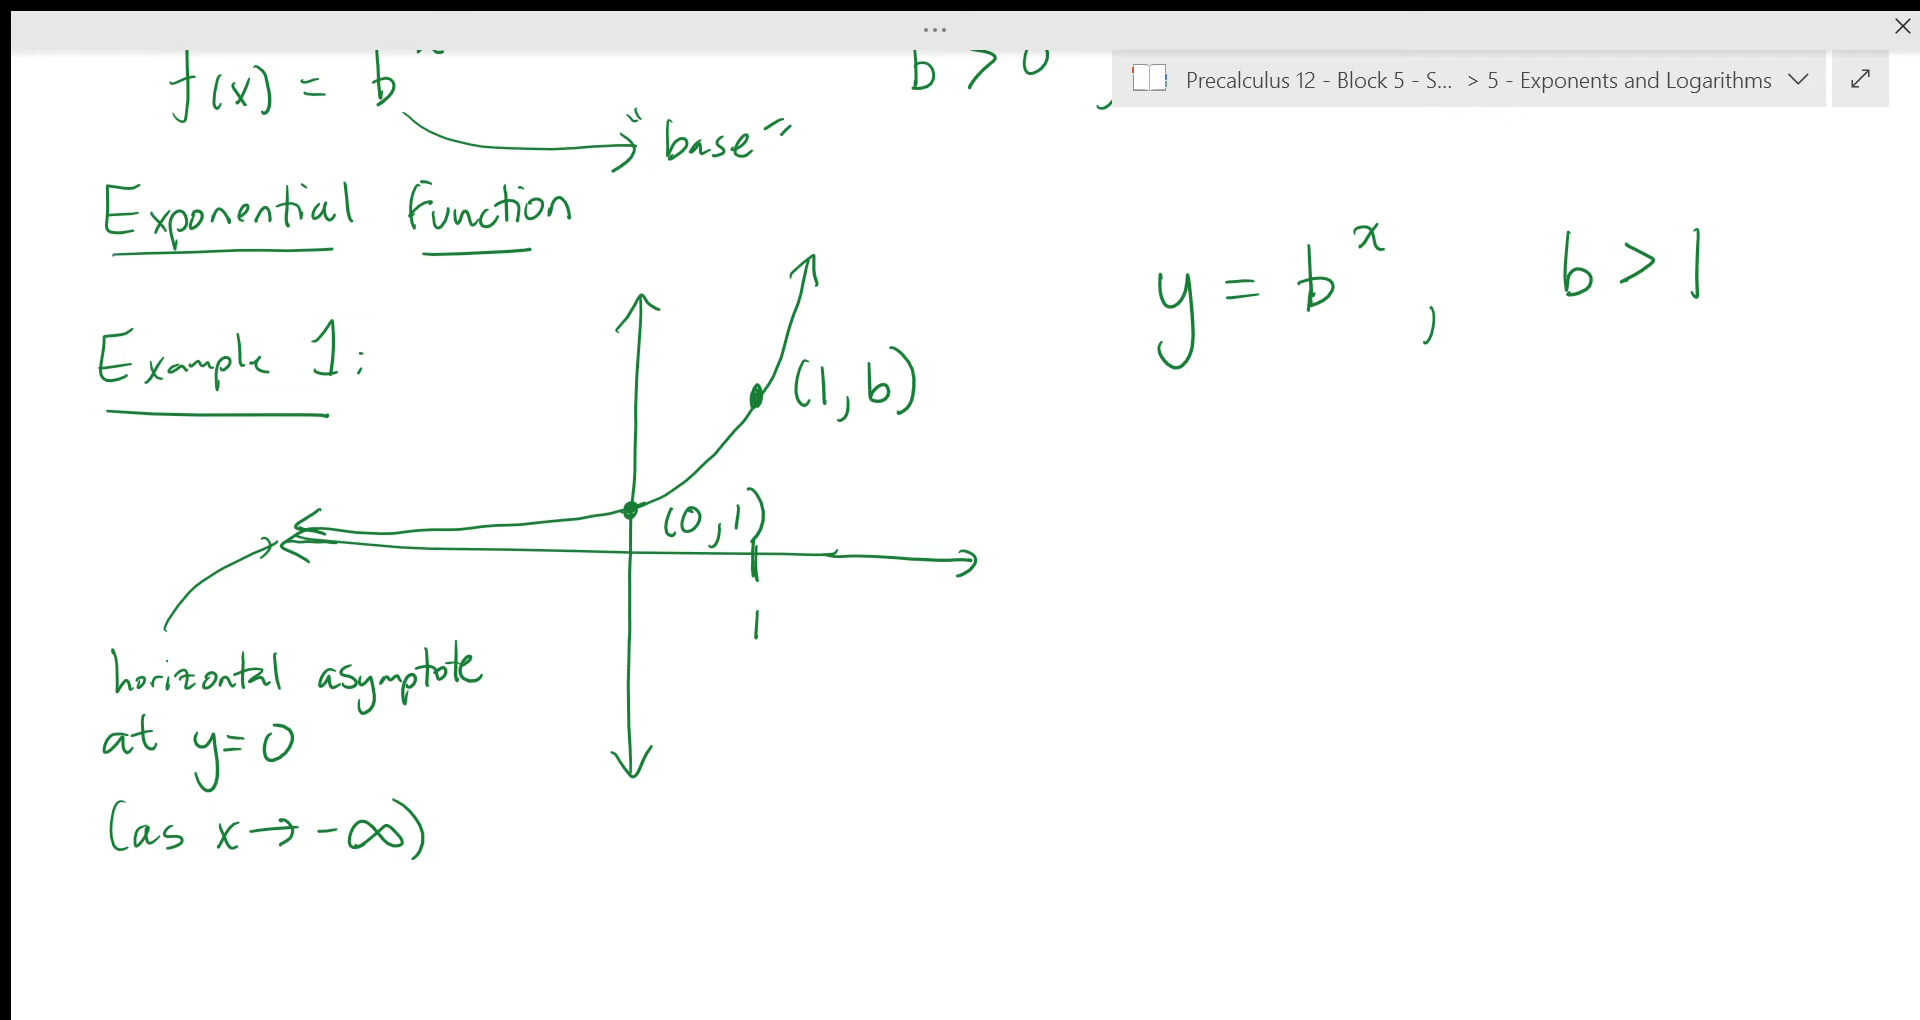 f(x) = b^x
b > 0 ,
Precalculus 12 - Block 5 - S... > 5 - Exponents and Logarithms
"base"
Exponential Function
y = b^x , b > 1
Example 1:
(1, b)
(0, 1)
1
horizontal asymptote
at y = 0
(as x → -∞)